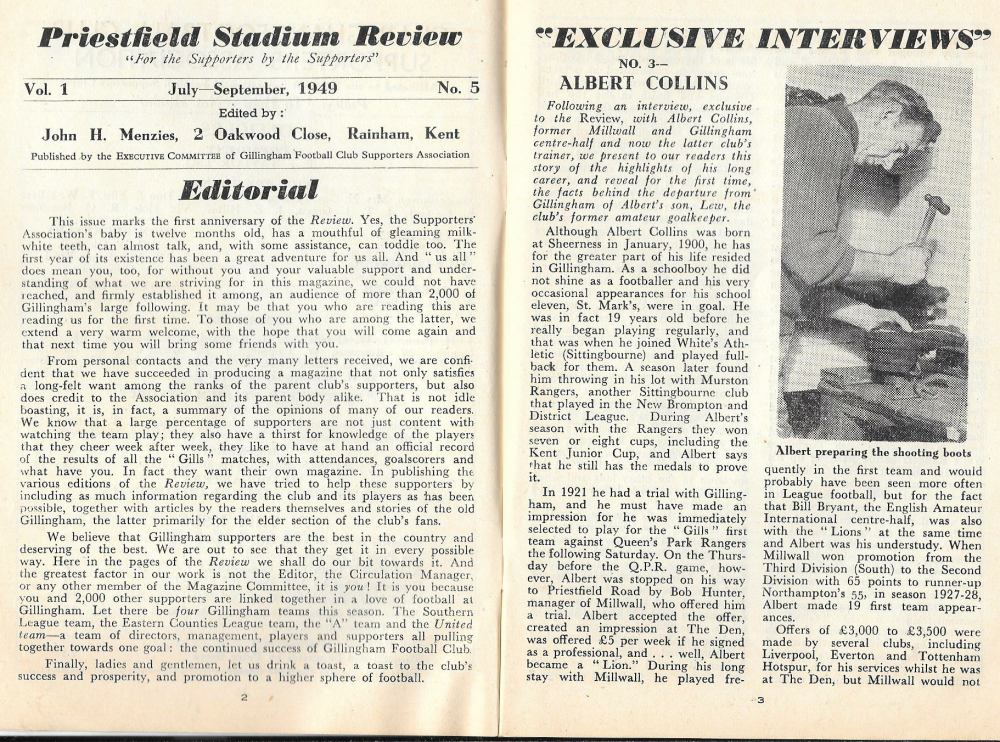 Priestfield Stadium Review
"For the Supporters by the Supporters"
Vol. 1 July—September, 1949 No. 5
Edited by :
John H. Menzies, 2 Oakwood Close, Rainham, Kent
Published by the EXECUTIVE COMMITTEE of Gillingham Football Club Supporters Association
Editorial
This issue marks the first anniversary of the Review. Yes, the Supporters'
Association's baby is twelve months old, has a mouthful of gleaming milk-
white teeth, can almost talk, and, with some assistance, can toddle too. The
first year of its existence has been a great adventure for us all. And "us all"
does mean you, too, for without you and your valuable support and under-
standing of what we are striving for in this magazine, we could not have
reached, and firmly established it among, an audience of more than 2,000 of
Gillingham's large following. It may be that you who are reading this are
reading us for the first time. To those of you who are among the latter, we
extend a very warm welcome, with the hope that you will come again and
that next time you will bring some friends with you.
From personal contacts and the very many letters received, we are confi-
dent that we have succeeded in producing a magazine that not only satisfies
a long-felt want among the ranks of the parent club's supporters, but also
does credit to the Association and its parent body alike. That is not idle
boasting, it is, in fact, a summary of the opinions of many of our readers.
We know that a large percentage of supporters are not just content with
watching the team play; they also have a thirst for knowledge of the players
that they cheer week after week, they like to have at hand an official record
of the results of all the "Gills" matches, with attendances, goalscorers and
what have you. In fact they want their own magazine. In publishing the
various editions of the Review, we have tried to help these supporters by
including as much information regarding the club and its players as has been
possible, together with articles by the readers themselves and stories of the old
Gillingham, the latter primarily for the elder section of the club's fans.
We believe that Gillingham supporters are the best in the country and
deserving of the best. We are out to see that they get it in every possible
way. Here in the pages of the Review we shall do our bit towards it. And
the greatest factor in our work is not the Editor, the Circulation Manager,
or any other member of the Magazine Committee, it is you! It is you because
you and 2,000 other supporters are linked together in a love of football at
Gillingham. Let there be four Gillingham teams this season. The Southern
League team, the Eastern Counties League team, the "A" team and the United
team—a team of directors, management, players and supporters all pulling
together towards one goal: the continued success of Gillingham Football Club.
Finally, ladies and gentlemen, let us drink a toast, a toast to the club's
success and prosperity, and promotion to a higher sphere of football.
2
"EXCLUSIVE INTERVIEWS"
NO. 3—
ALBERT COLLINS
Following an interview, exclusive
to the Review, with Albert Collins,
former Millwall and Gillingham
centre-half and now the latter club's
trainer, we present to our readers this
story of the highlights of his long
career, and reveal for the first time,
the facts behind the departure from
Gillingham of Albert's son, Lew, the
club's former amateur goalkeeper.
Although Albert Collins was born
at Sheerness in January, 1900, he has
for the greater part of his life resided
in Gillingham. As a schoolboy he did
not shine as a footballer and his very
occasional appearances for his school
eleven, St. Mark's, were in goal. He
was in fact 19 years old before he
really began playing regularly, and
that was when he joined White's Ath-
letic (Sittingbourne) and played full-
back for them. A season later found
him throwing in his lot with Murston
Rangers, another Sittingbourne club
that played in the New Brompton and
District League. During Albert's
season with the Rangers they won
seven or eight cups, including the
Kent Junior Cup, and Albert says
that he still has the medals to prove
it.
In 1921 he had a trial with Gilling-
ham, and he must have made an
impression for he was immediately
selected to play for the "Gills" first
team against Queen's Park Rangers
the following Saturday. On the Thurs-
day before the Q.P.R. game, how-
ever, Albert was stopped on his way
to Priestfield Road by Bob Hunter,
manager of Millwall, who offered him
a trial. Albert accepted the offer,
created an impression at The Den,
was offered £5 per week if he signed
as a professional, and . . . well, Albert
became a "Lion." During his long
stay with Millwall, he played fre-
Albert preparing the shooting boots
quently in the first team and would
probably have been seen more often
in League football, but for the fact
that Bill Bryant, the English Amateur
International centre-half, was also
with the "Lions" at the same time
and Albert was his understudy. When
Millwall won promotion from the
Third Division (South) to the Second
Division with 65 points to runner-up
Northampton's 55, in season 1927-28,
Albert made 19 first team appear-
ances.
Offers of £3,000 to £3,500 were
made by several clubs, including
Liverpool, Everton and Tottenham
Hotspur, for his services whilst he was
at The Den, but Millwall would not
3